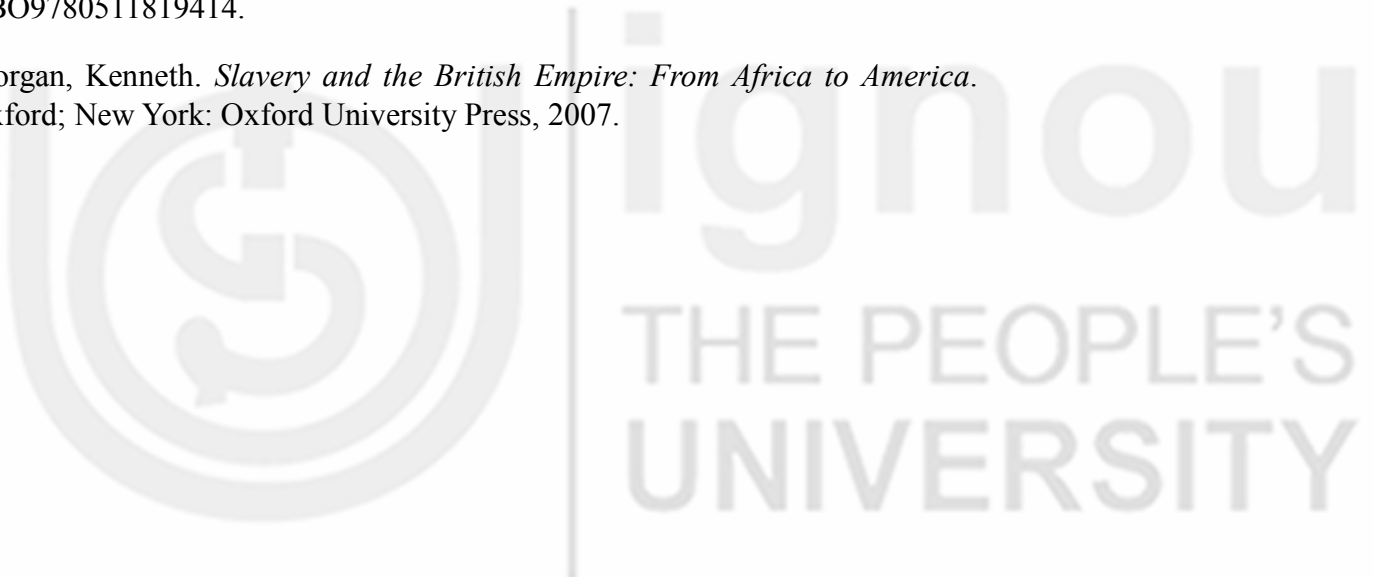 BO9780511819414.
organ, Kenneth. Slavery and the British Empire: From Africa to America.
xford; New York: Oxford University Press, 2007.
ignou
THE PEOPLE'S
UNIVERSITY